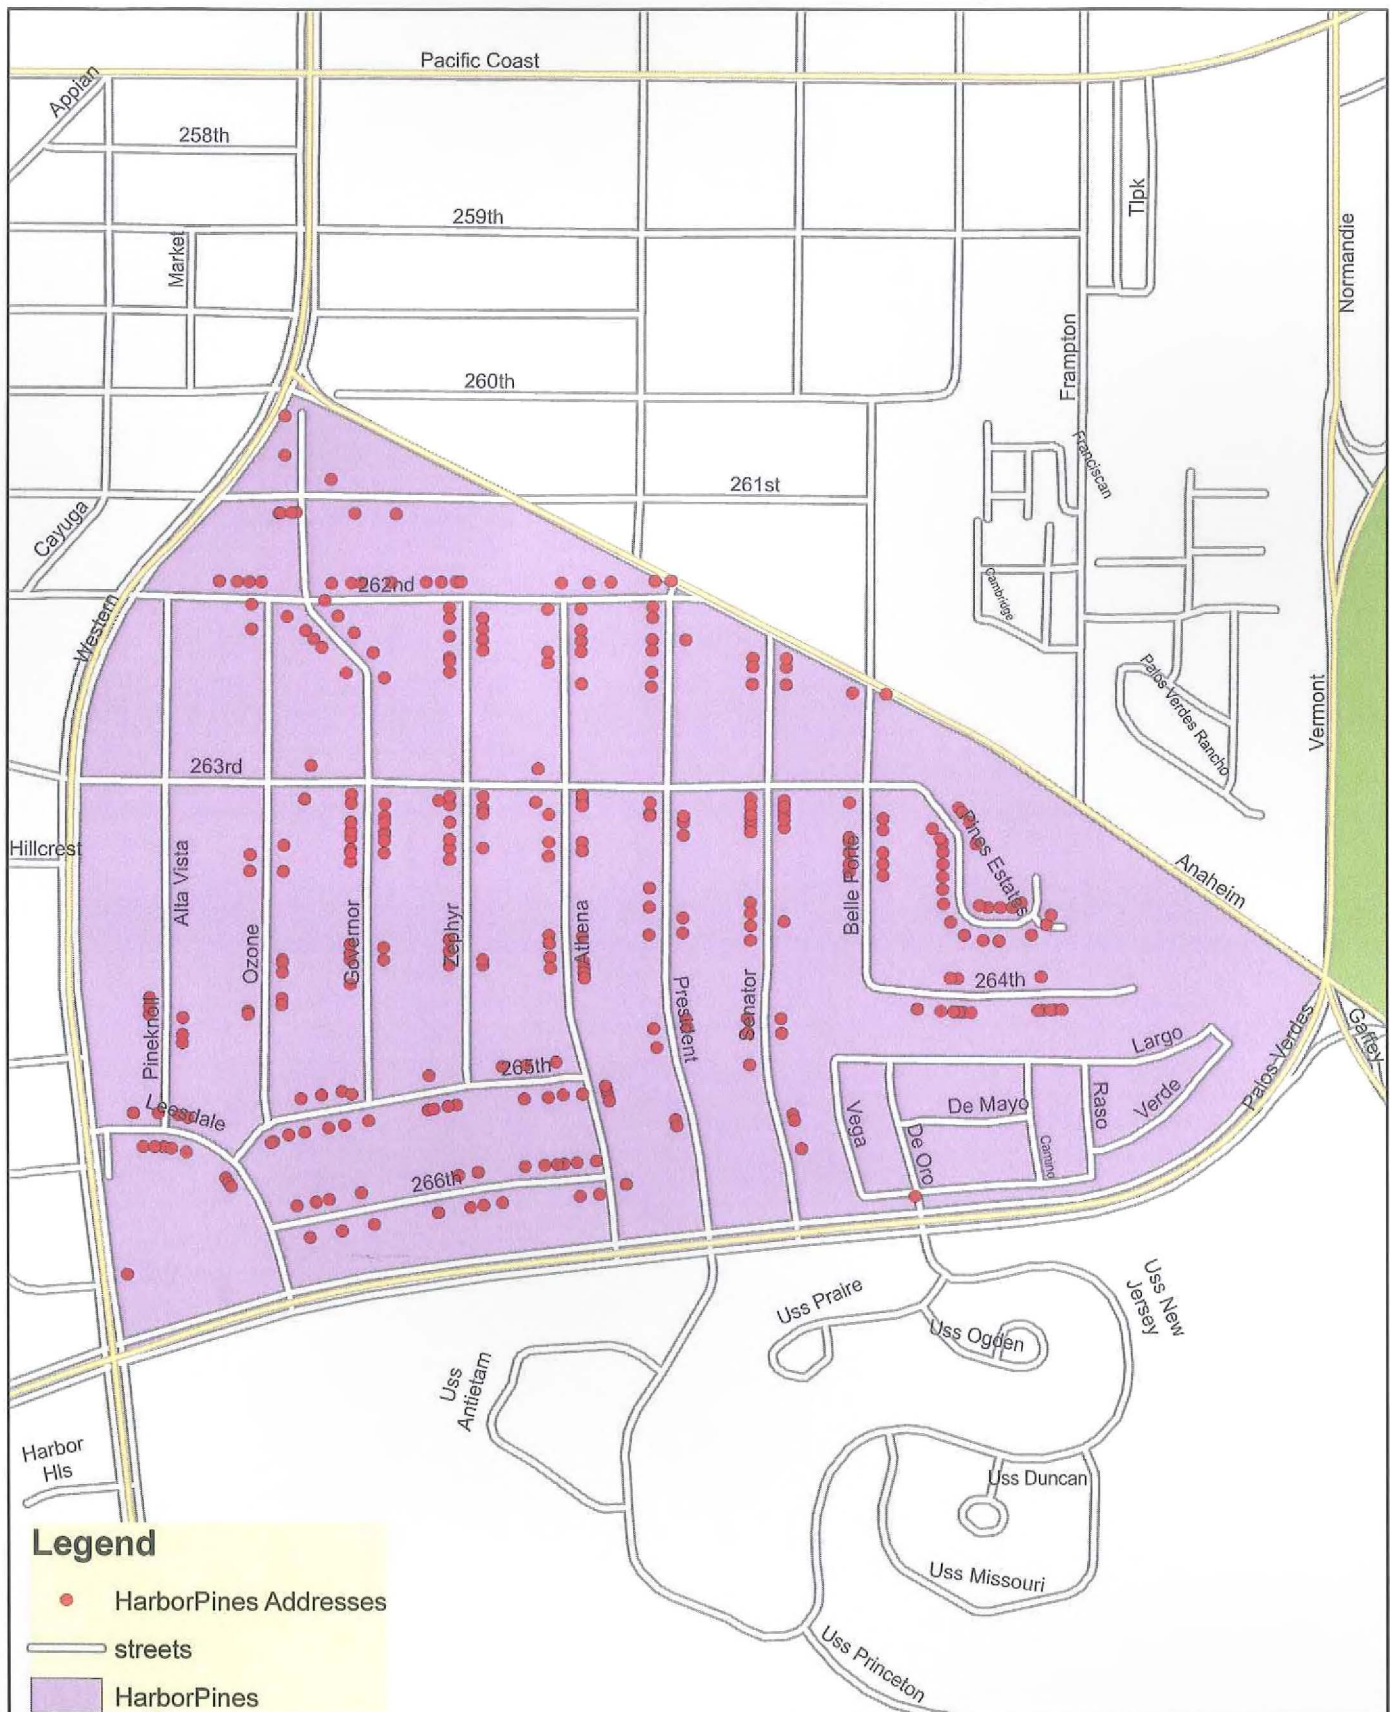 Pacific Coast
Appian
258th
Tlpk
259th
Market
Normandie
Frampton
260th
Franciscan
261st
Cayuga
Cambridge
262nd
Western
Palos Verdes Rancho
Vermont
263rd
Hillcrest
Pines Estates
Anaheim
Alta Vista
Belle Porte
Ozone
Governor
Zephyr
Athena
President
Senator
264th
Pineknoll
Largo
Palos Verdes
Gaffey
265th
Leesdale
Vega
De Mayo
Raso
Verde
De Oro
Camino
266th
Uss Praire
Uss New
Jersey
Uss Ogden
Uss
Antietam
Harbor
Hls
Uss Duncan
Uss Missouri
Uss Princeton
Legend
HarborPines Addresses
streets
HarborPines